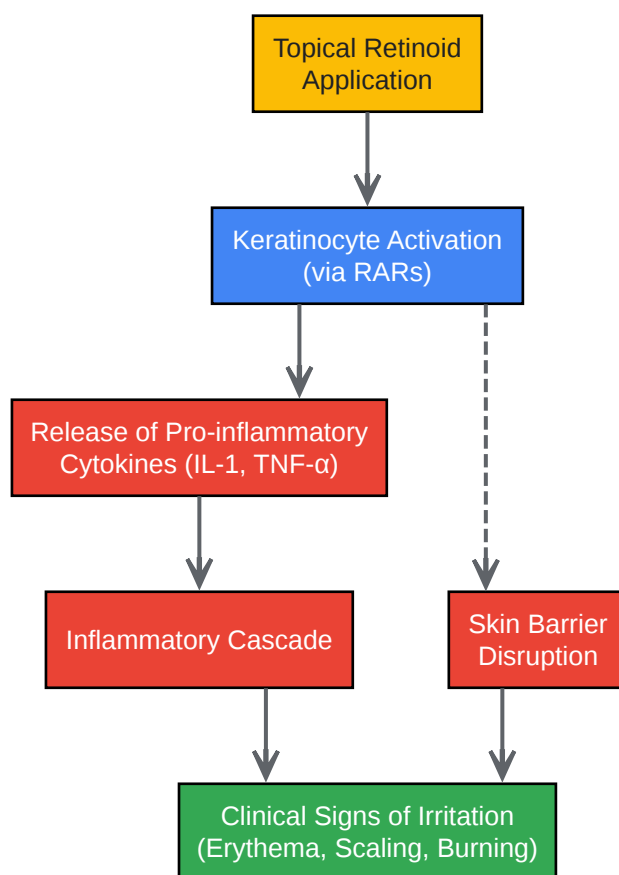 Topical Retinoid
Application
Keratinocyte Activation
(via RARs)
Release of Pro-inflammatory
Cytokines (IL-1, TNF-α)
Inflammatory Cascade
Skin Barrier
Disruption
Clinical Signs of Irritation
(Erythema, Scaling, Burning)